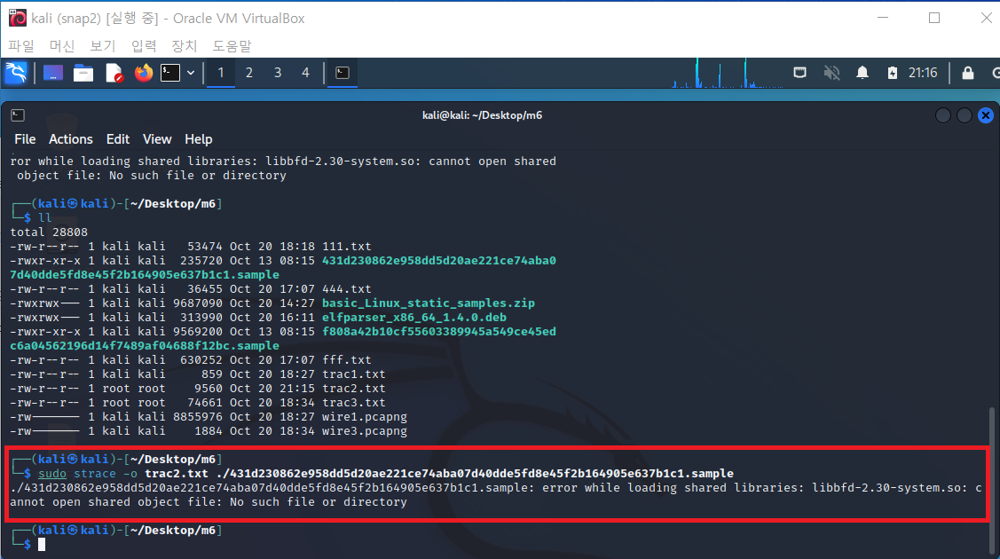 kali (snap2) [실행 중] - Oracle VM VirtualBox
파일 머신 보기 입력 장치 도움말
1 2 3 4 21:16
kali@kali: ~/Desktop/m6
File Actions Edit View Help
ror while loading shared libraries: libbfd-2.30-system.so: cannot open shared
object file: No such file or directory
┌──(kali㉿kali)-[~/Desktop/m6]
└─$ ll
total 28808
-rw-r--r-- 1 kali kali 53474 Oct 20 18:18 111.txt
-rwxr-xr-x 1 kali kali 235720 Oct 13 08:15 431d230862e958dd5d20ae221ce74aba0
7d40dde5fd8e45f2b164905e637b1c1.sample
-rw-r--r-- 1 kali kali 36455 Oct 20 17:07 444.txt
-rwxrwx--- 1 kali kali 9687090 Oct 20 14:27 basic_Linux_static_samples.zip
-rwxrwx--- 1 kali kali 313990 Oct 20 16:11 elfparser_x86_64_1.4.0.deb
-rwxr-xr-x 1 kali kali 9569200 Oct 13 08:15 f808a42b10cf55603389945a549ce45ed
c6a04562196d14f7489af04688f12bc.sample
-rw-r--r-- 1 kali kali 630252 Oct 20 17:07 fff.txt
-rw-r--r-- 1 kali kali 859 Oct 20 18:27 trac1.txt
-rw-r--r-- 1 root root 9560 Oct 20 21:15 trac2.txt
-rw-r--r-- 1 root root 74661 Oct 20 18:34 trac3.txt
-rw------- 1 kali kali 8855976 Oct 20 18:27 wire1.pcapng
-rw------- 1 kali kali 1884 Oct 20 18:34 wire3.pcapng
┌──(kali㉿kali)-[~/Desktop/m6]
└─$ sudo strace -o trac2.txt ./431d230862e958dd5d20ae221ce74aba07d40dde5fd8e45f2b164905e637b1c1.sample
./431d230862e958dd5d20ae221ce74aba07d40dde5fd8e45f2b164905e637b1c1.sample: error while loading shared libraries: libbfd-2.30-system.so: c
annot open shared object file: No such file or directory
┌──(kali㉿kali)-[~/Desktop/m6]
└─$